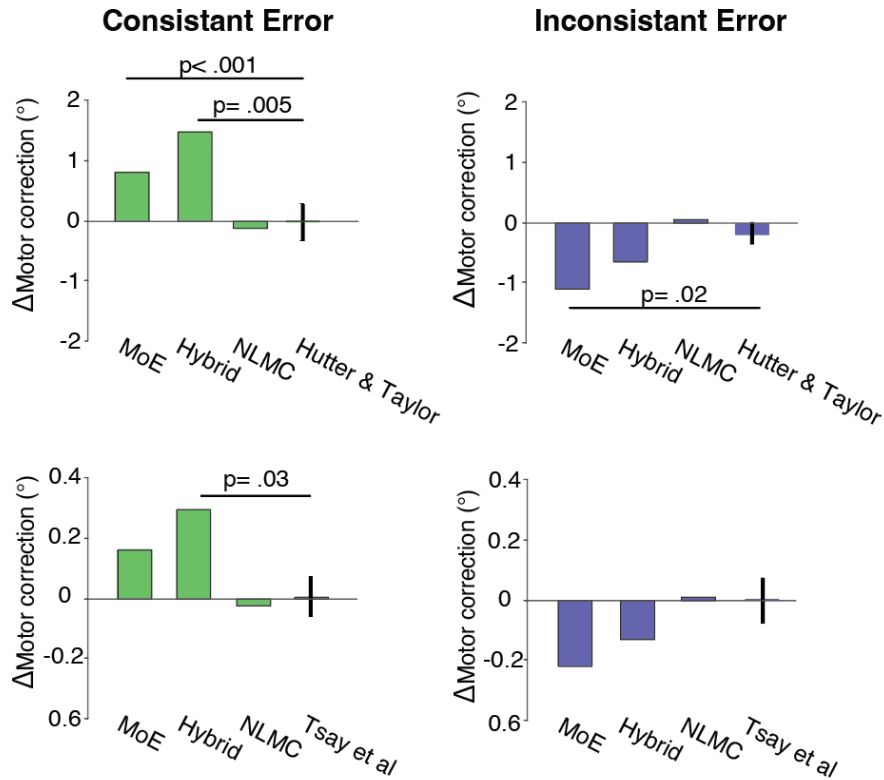 Consistant Error
Inconsistant Error
p< .001
p= .005
ΔMotor correction (°)
2
1
0
-1
-2
MoE
Hybrid
NLMC
Hutter & Taylor
ΔMotor correction (°)
2
1
0
-1
-2
p= .02
MoE
Hybrid
NLMC
Hutter & Taylor
p= .03
ΔMotor correction (°)
0.4
0.2
0
-0.2
0.6
MoE
Hybrid
NLMC
Tsay et al
ΔMotor correction (°)
0.4
0.2
0
-0.2
0.6
MoE
Hybrid
NLMC
Tsay et al